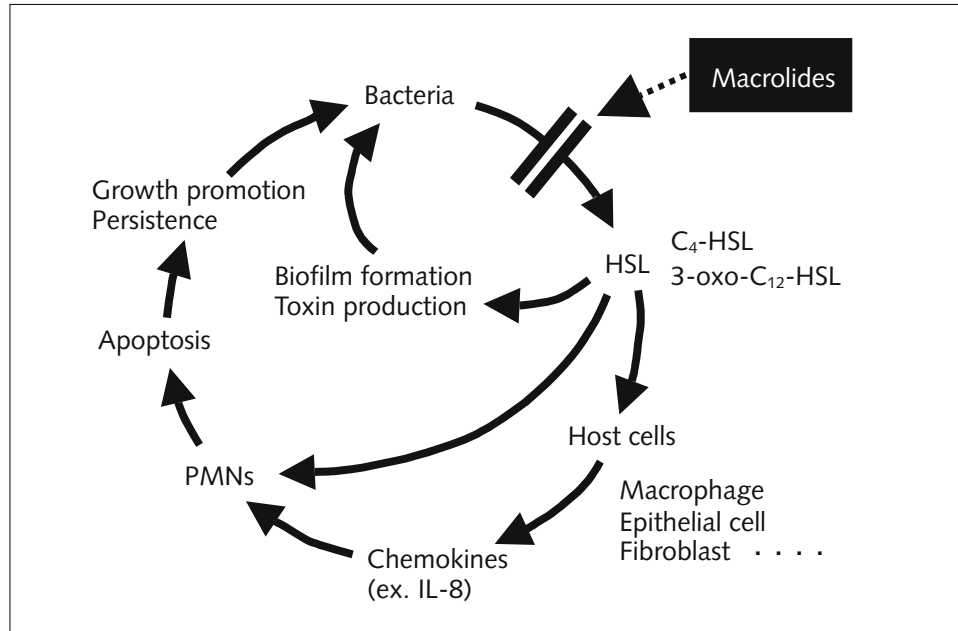 Macrolides
Bacteria
Growth promotion
Persistence
C₄-HSL
HSL
3-oxo-C₁₂-HSL
Biofilm formation
Toxin production
Apoptosis
Host cells
PMNs
Macrophage
Epithelial cell
Fibroblast · · · ·
Chemokines
(ex. IL-8)